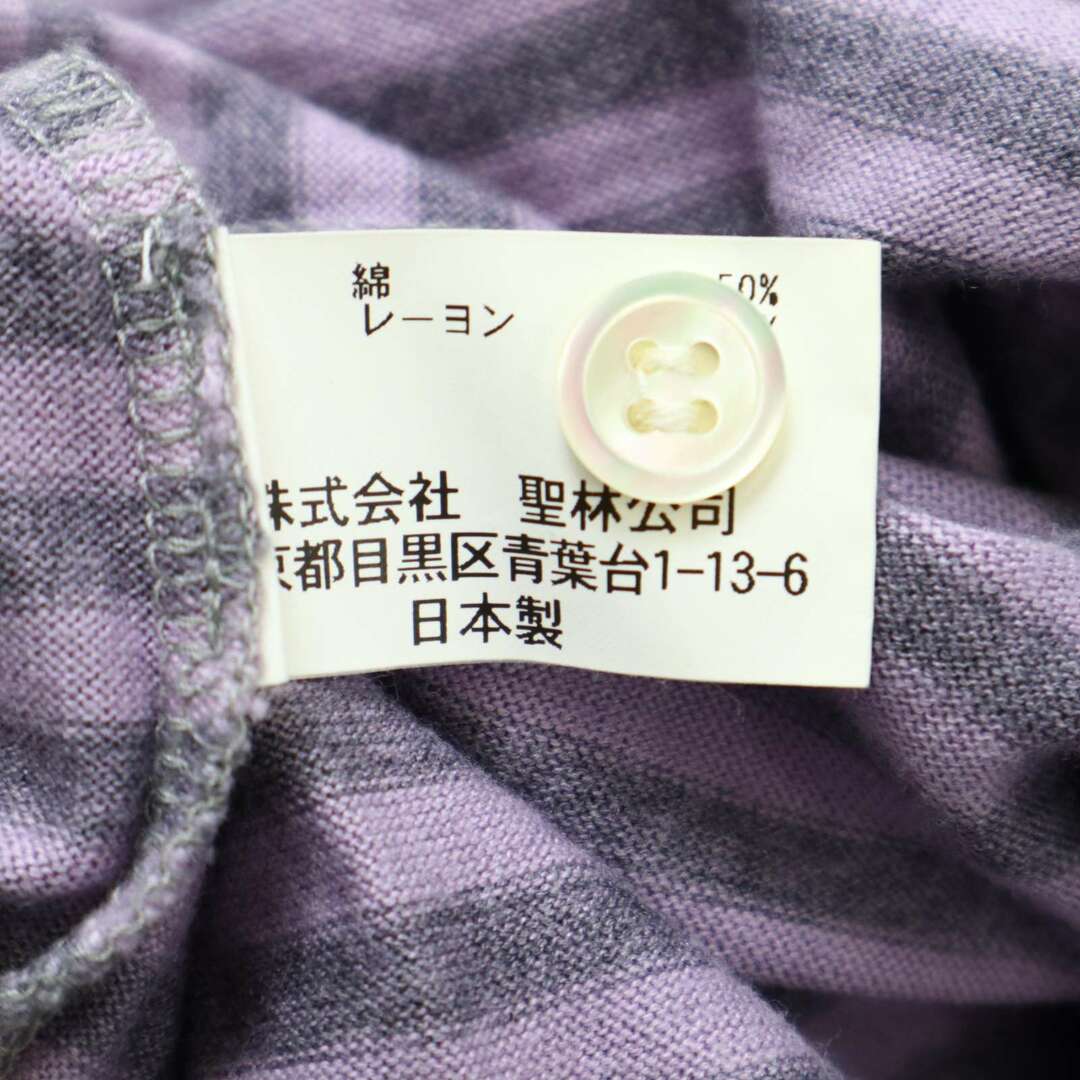 綿 50%
レーヨン %
株式会社 聖林公司
京都目黒区青葉台1-13-6
日本製